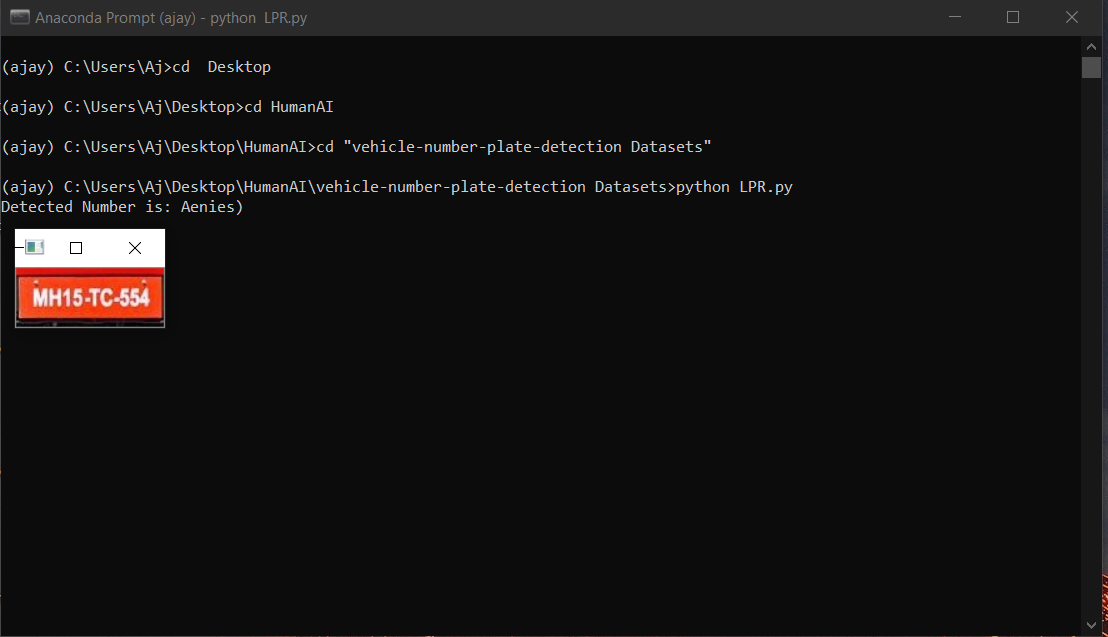 Anaconda Prompt (ajay) - python  LPR.py
(ajay) C:\Users\Aj>cd  Desktop
(ajay) C:\Users\Aj\Desktop>cd HumanAI
(ajay) C:\Users\Aj\Desktop\HumanAI>cd "vehicle-number-plate-detection Datasets"
(ajay) C:\Users\Aj\Desktop\HumanAI\vehicle-number-plate-detection Datasets>python LPR.py
Detected Number is: Aenies)
MH15-TC-554